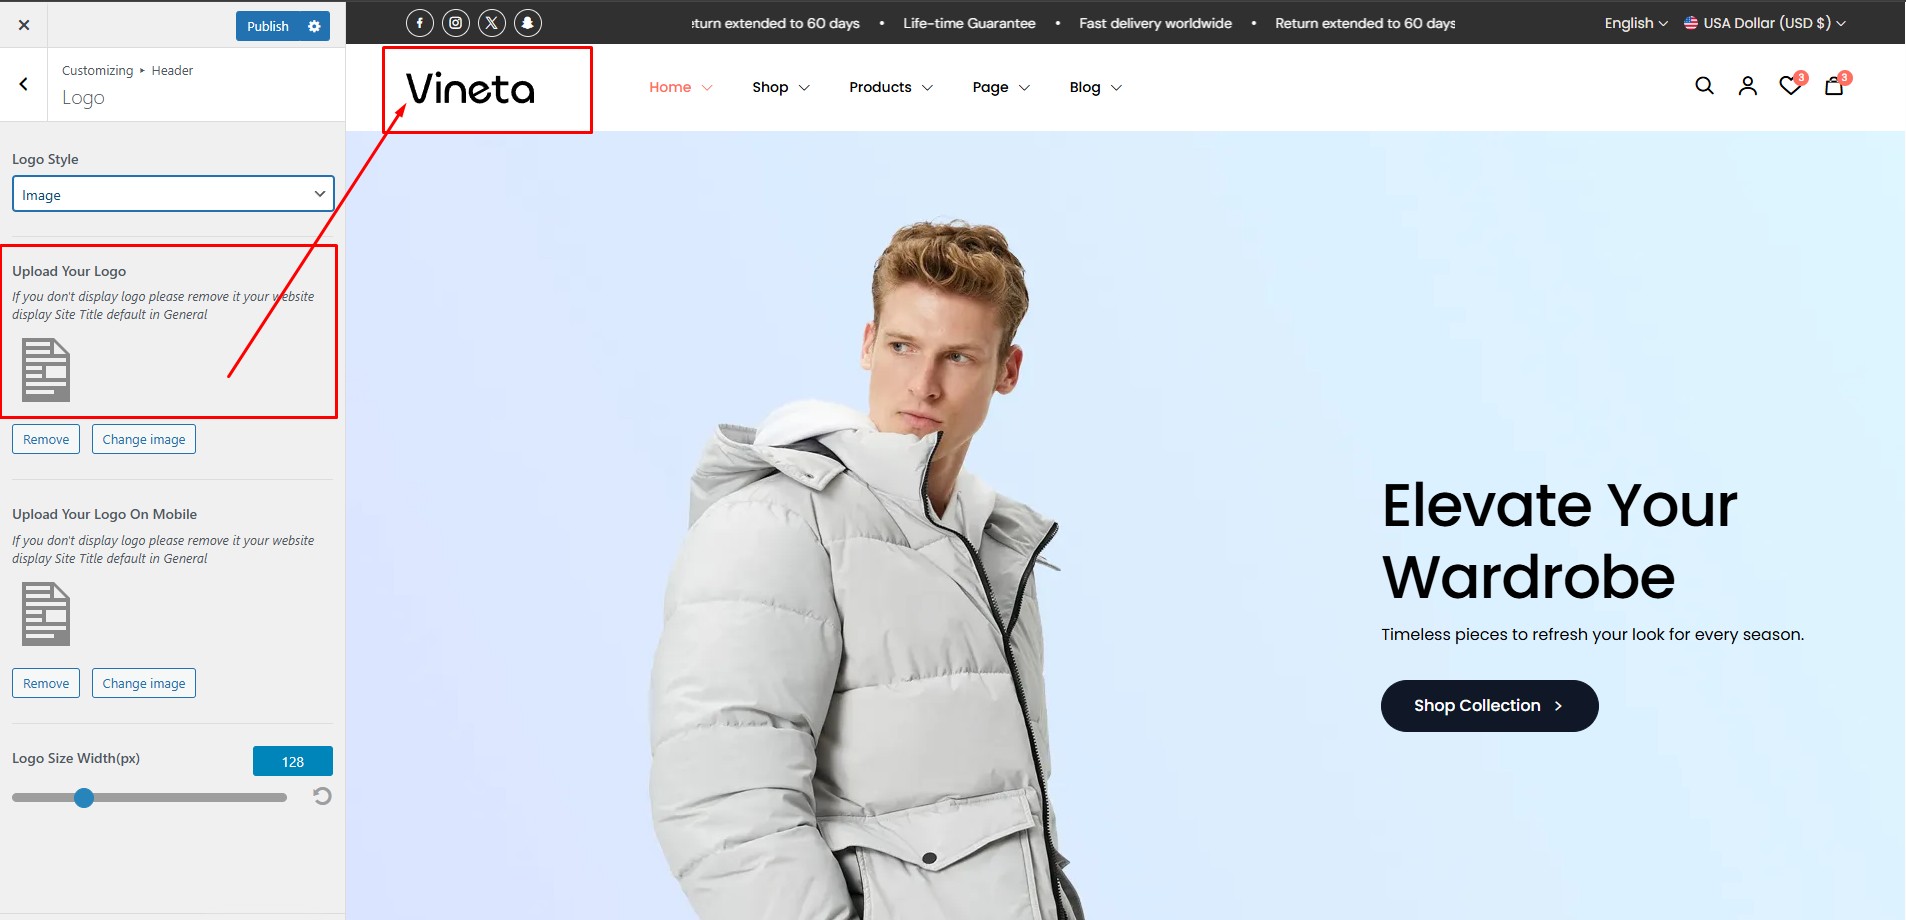 Publish
Customizing ▸ Header
Logo
Logo Style
Image
Upload Your Logo
If you don't display logo please remove it your website
display Site Title default in General
Remove
Change image
Upload Your Logo On Mobile
If you don't display logo please remove it your website
display Site Title default in General
Remove
Change image
Logo Size Width(px)
128
turn extended to 60 days • Life-time Guarantee • Fast delivery worldwide • Return extended to 60 days
English
USA Dollar (USD $)
Vineta
Home
Shop
Products
Page
Blog
3
3
Elevate Your
Wardrobe
Timeless pieces to refresh your look for every season.
Shop Collection